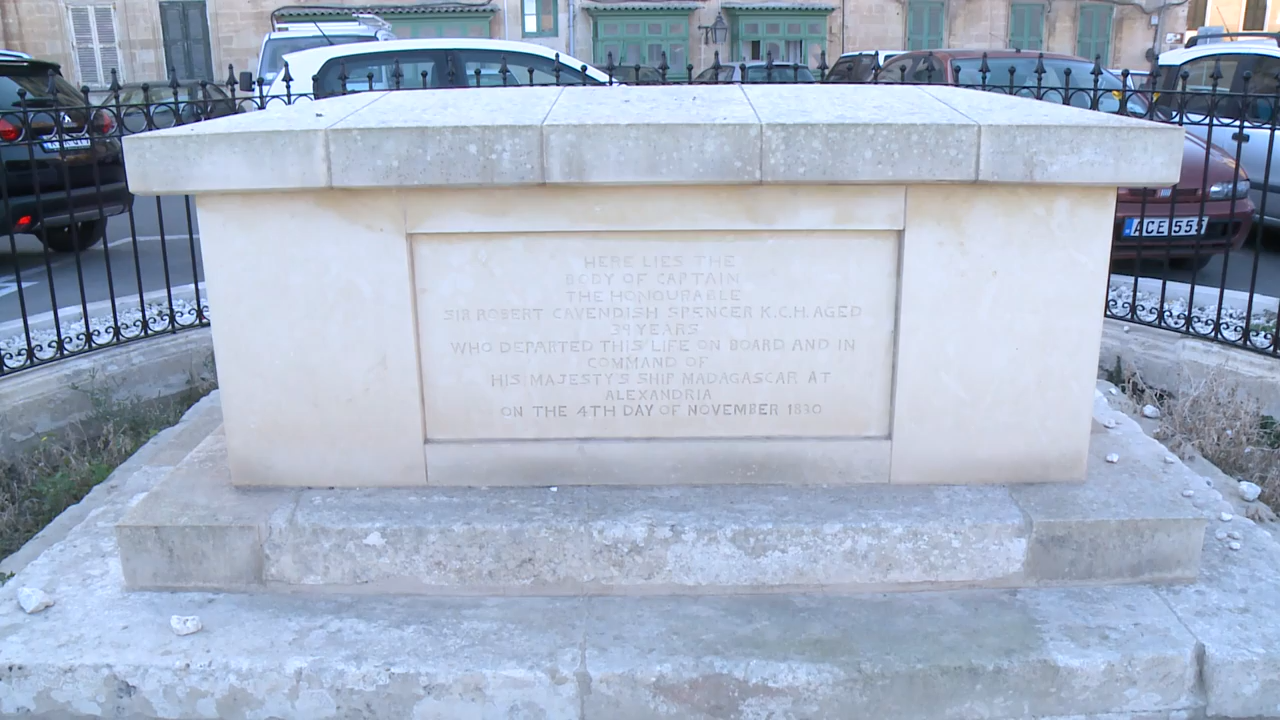 HERE LIES THE
BODY OF CAPTAIN
THE HONOURABLE
SIR ROBERT CAVENDISH SPENCER K.C.H. AGED
39 YEARS
WHO DEPARTED THIS LIFE ON BOARD AND IN
COMMAND OF
HIS MAJESTY'S SHIP MADAGASCAR AT
ALEXANDRIA
ON THE 4TH DAY OF NOVEMBER 1830
ACE 555